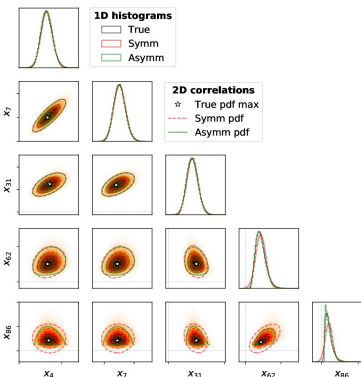 1D histograms
True
Symm
Asymm
2D correlations
True pdf max
Symm pdf
Asymm pdf
x₇
x₃₁
x₆₂
x₈₆
x₄
x₇
x₃₁
x₆₂
x₈₆